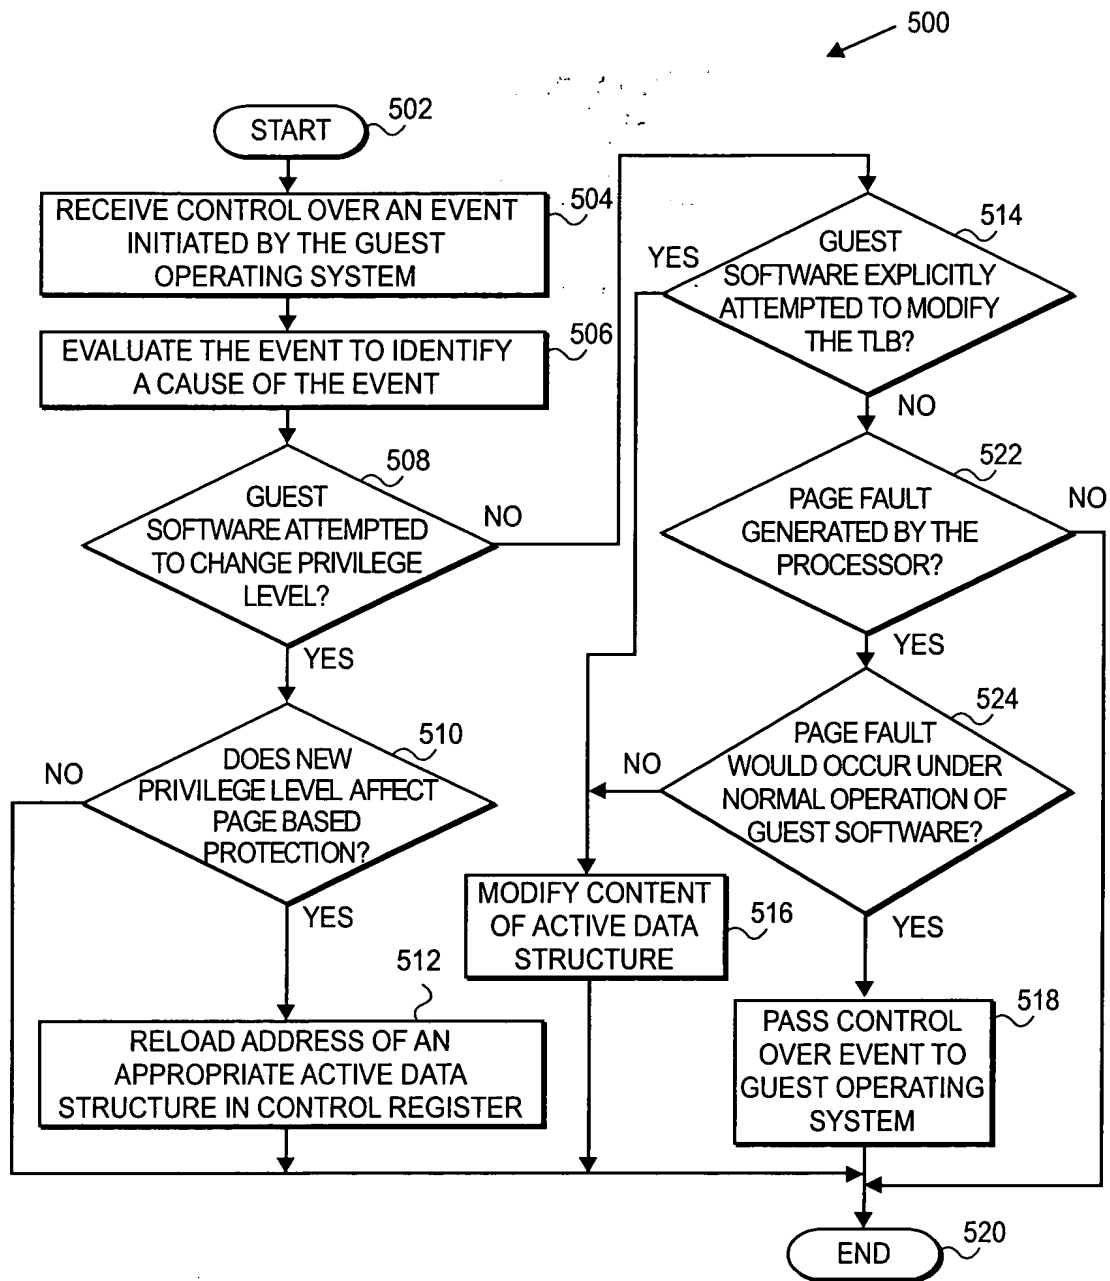 500
START
502
RECEIVE CONTROL OVER AN EVENT
INITIATED BY THE GUEST
OPERATING SYSTEM
504
EVALUATE THE EVENT TO IDENTIFY
A CAUSE OF THE EVENT
506
GUEST
SOFTWARE ATTEMPTED
TO CHANGE PRIVILEGE
LEVEL?
508
NO
YES
DOES NEW
PRIVILEGE LEVEL AFFECT
PAGE BASED
PROTECTION?
510
NO
YES
512
RELOAD ADDRESS OF AN
APPROPRIATE ACTIVE DATA
STRUCTURE IN CONTROL REGISTER
GUEST
SOFTWARE EXPLICITLY
ATTEMPTED TO MODIFY
THE TLB?
514
YES
NO
PAGE FAULT
GENERATED BY THE
PROCESSOR?
522
NO
YES
PAGE FAULT
WOULD OCCUR UNDER
NORMAL OPERATION OF
GUEST SOFTWARE?
524
NO
YES
MODIFY CONTENT
OF ACTIVE DATA
STRUCTURE
516
PASS CONTROL
OVER EVENT TO
GUEST OPERATING
SYSTEM
518
END
520